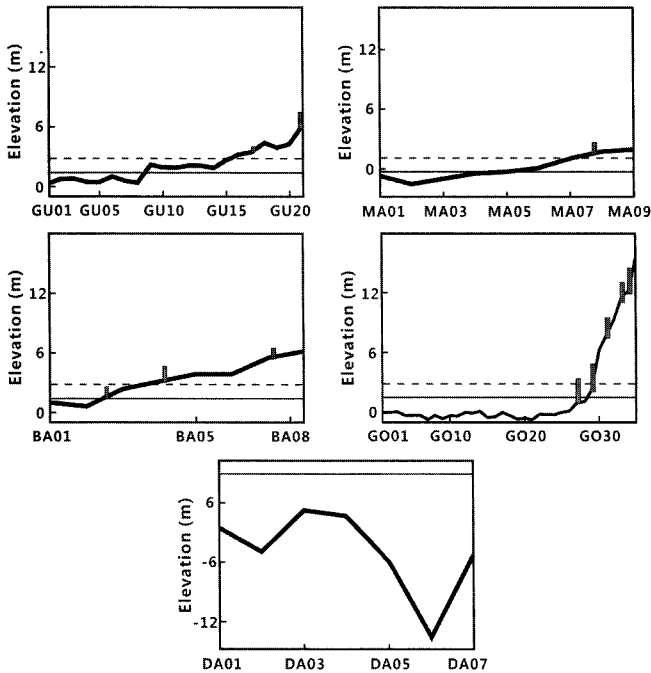 Elevation (m)
12
6
0
GU01 GU05 GU10 GU15 GU20
Elevation (m)
12
6
0
MA01 MA03 MA05 MA07 MA09
Elevation (m)
12
6
0
BA01 BA05 BA08
Elevation (m)
12
6
0
GO01 GO10 GO20 GO30
Elevation (m)
6
-6
-12
DA01 DA03 DA05 DA07